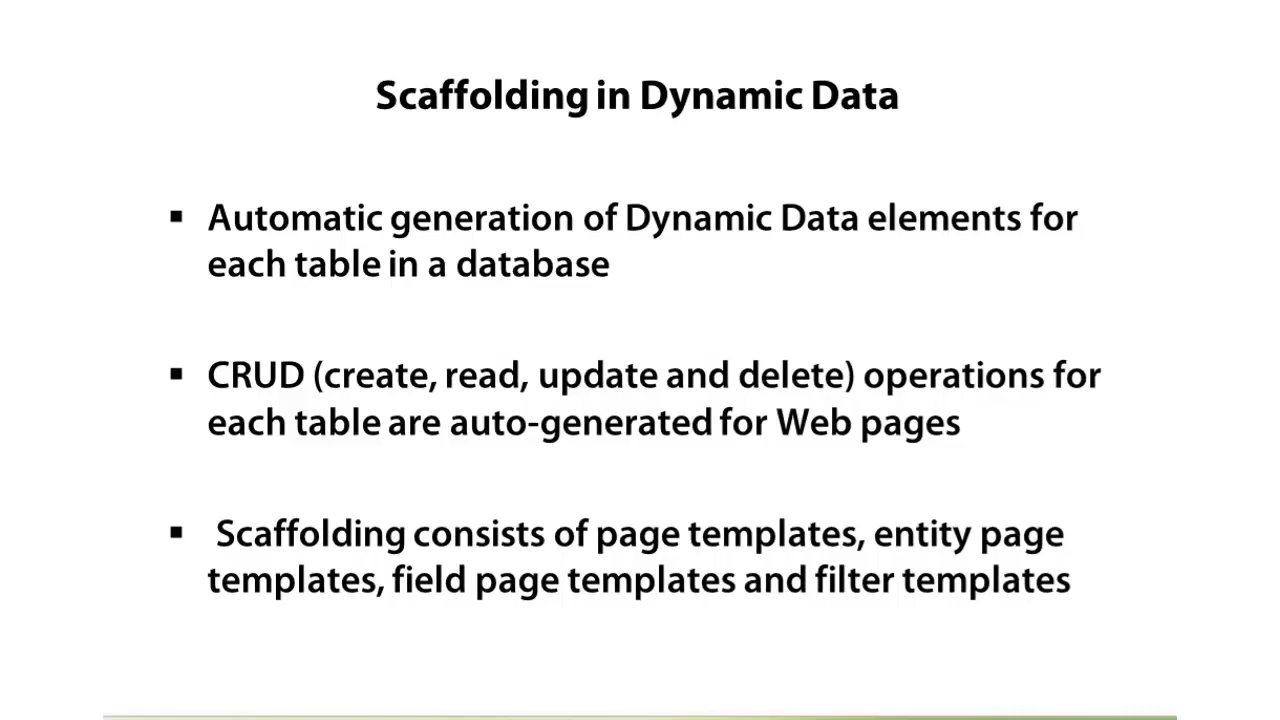 Scaffolding in Dynamic Data
▪ Automatic generation of Dynamic Data elements for
each table in a database
▪ CRUD (create, read, update and delete) operations for
each table are auto-generated for Web pages
▪ Scaffolding consists of page templates, entity page
templates, field page templates and filter templates